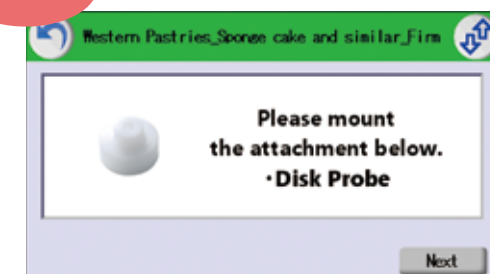 Western Pastries_Sponge cake and similar_Firm
Please mount
the attachment below.
・Disk Probe
Next